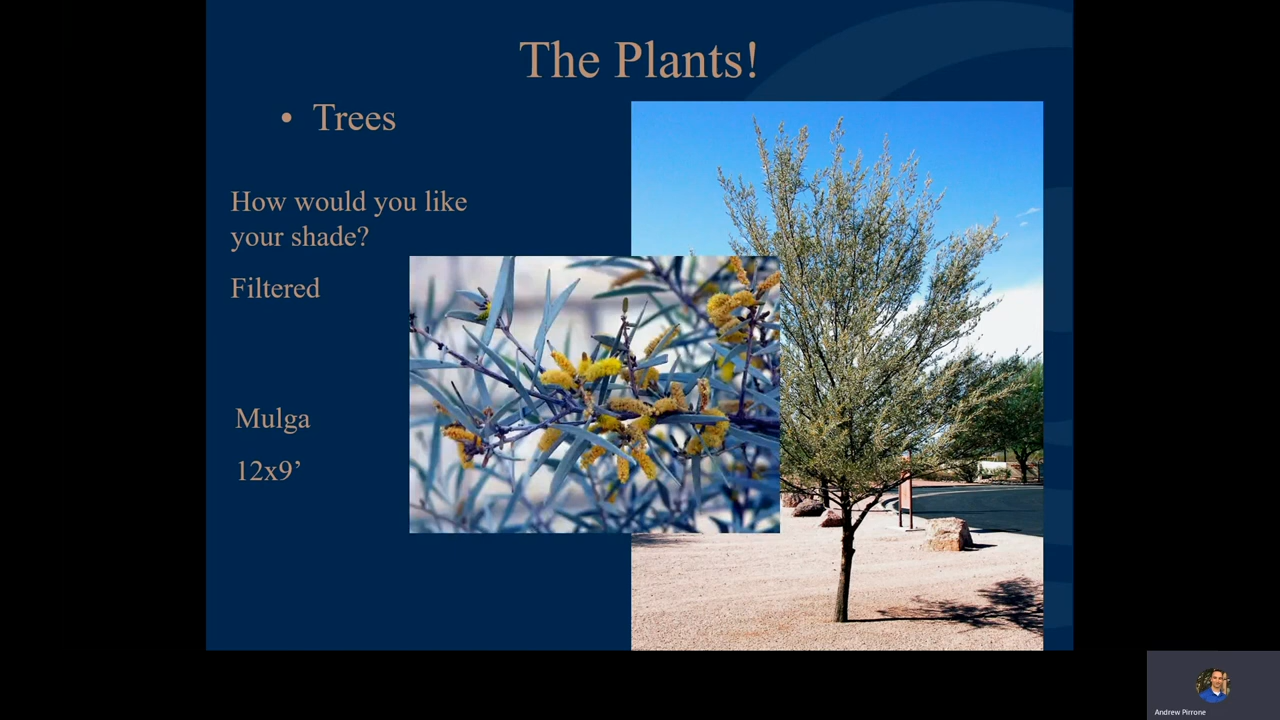 The Plants!
• Trees
How would you like
your shade?
Filtered
Mulga
12x9’
Andrew Pirrone